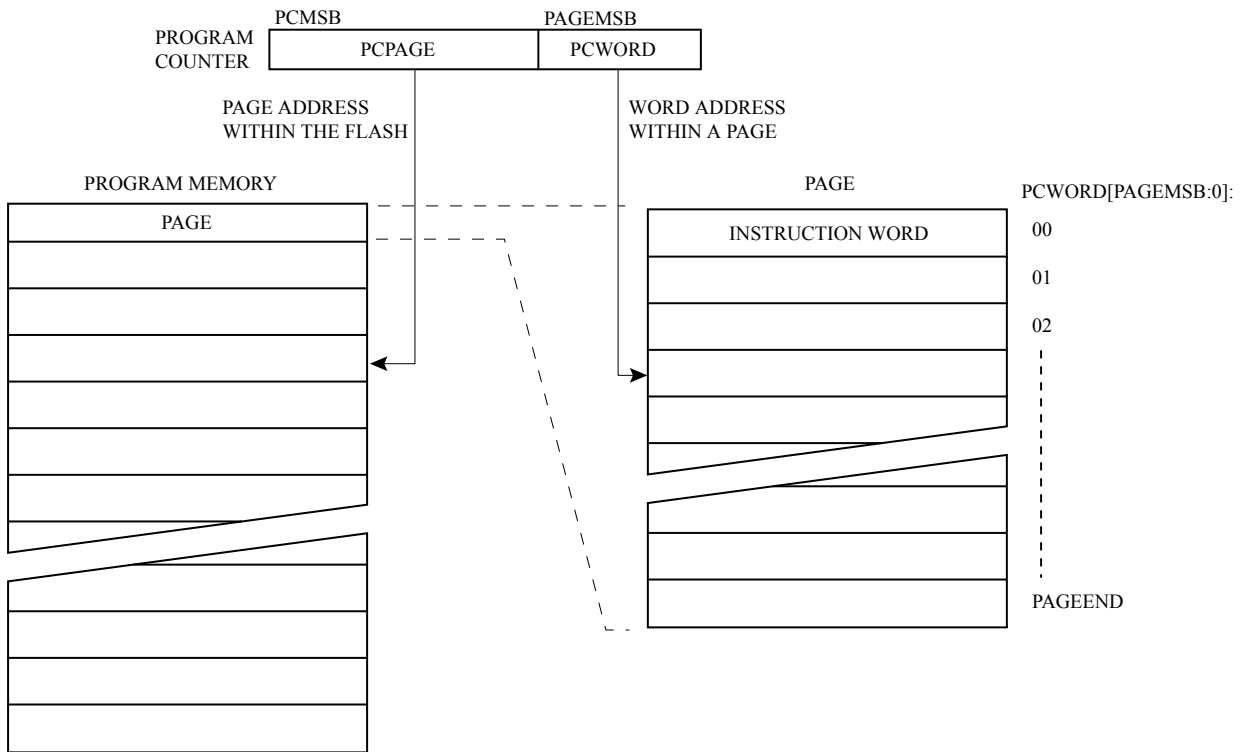 PCMSB
PAGEMSB
PROGRAM
COUNTER
PCPAGE
PCWORD
PAGE ADDRESS
WITHIN THE FLASH
WORD ADDRESS
WITHIN A PAGE
PROGRAM MEMORY
PAGE
PAGE
PCWORD[PAGEMSB:0]:
INSTRUCTION WORD
00
01
02
PAGEEND